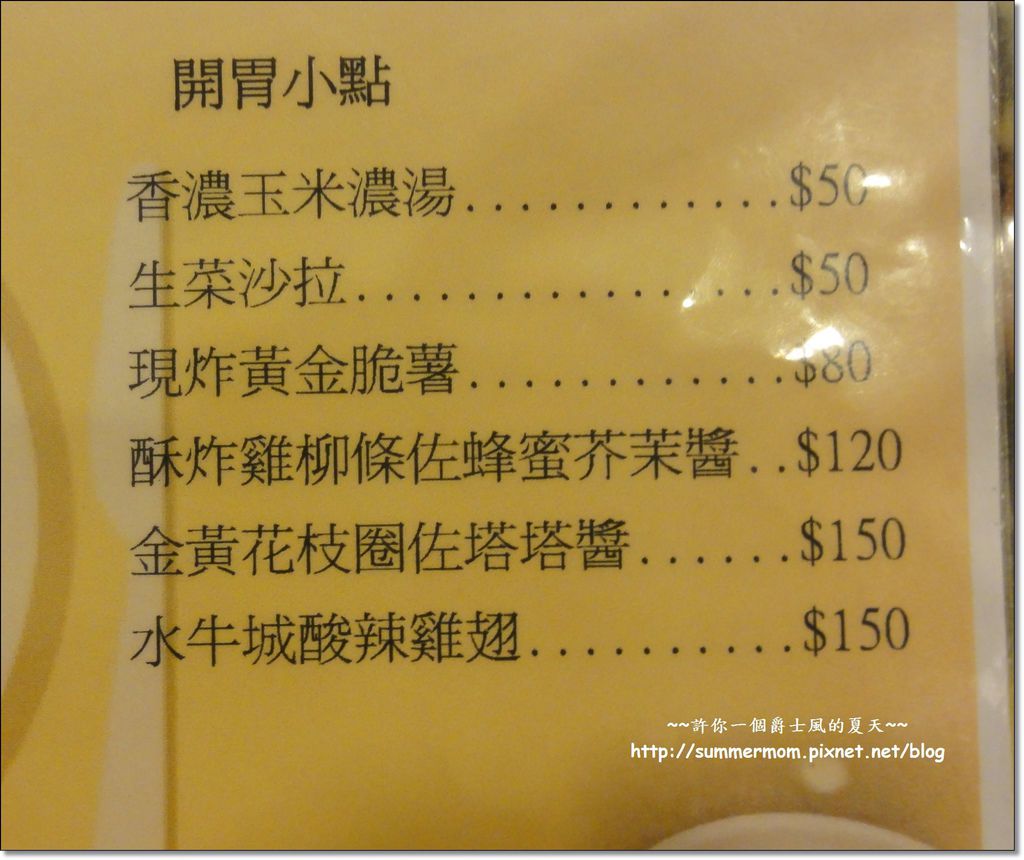 開胃小點
香濃玉米濃湯.............$50
生菜沙拉.................$50
現炸黃金脆薯.............$80
酥炸雞柳條佐蜂蜜芥茉醬..$120
金黃花枝圈佐塔塔醬......$150
水牛城酸辣雞翅..........$150
~~許你一個爵士風的夏天~~
http://summermom.pixnet.net/blog